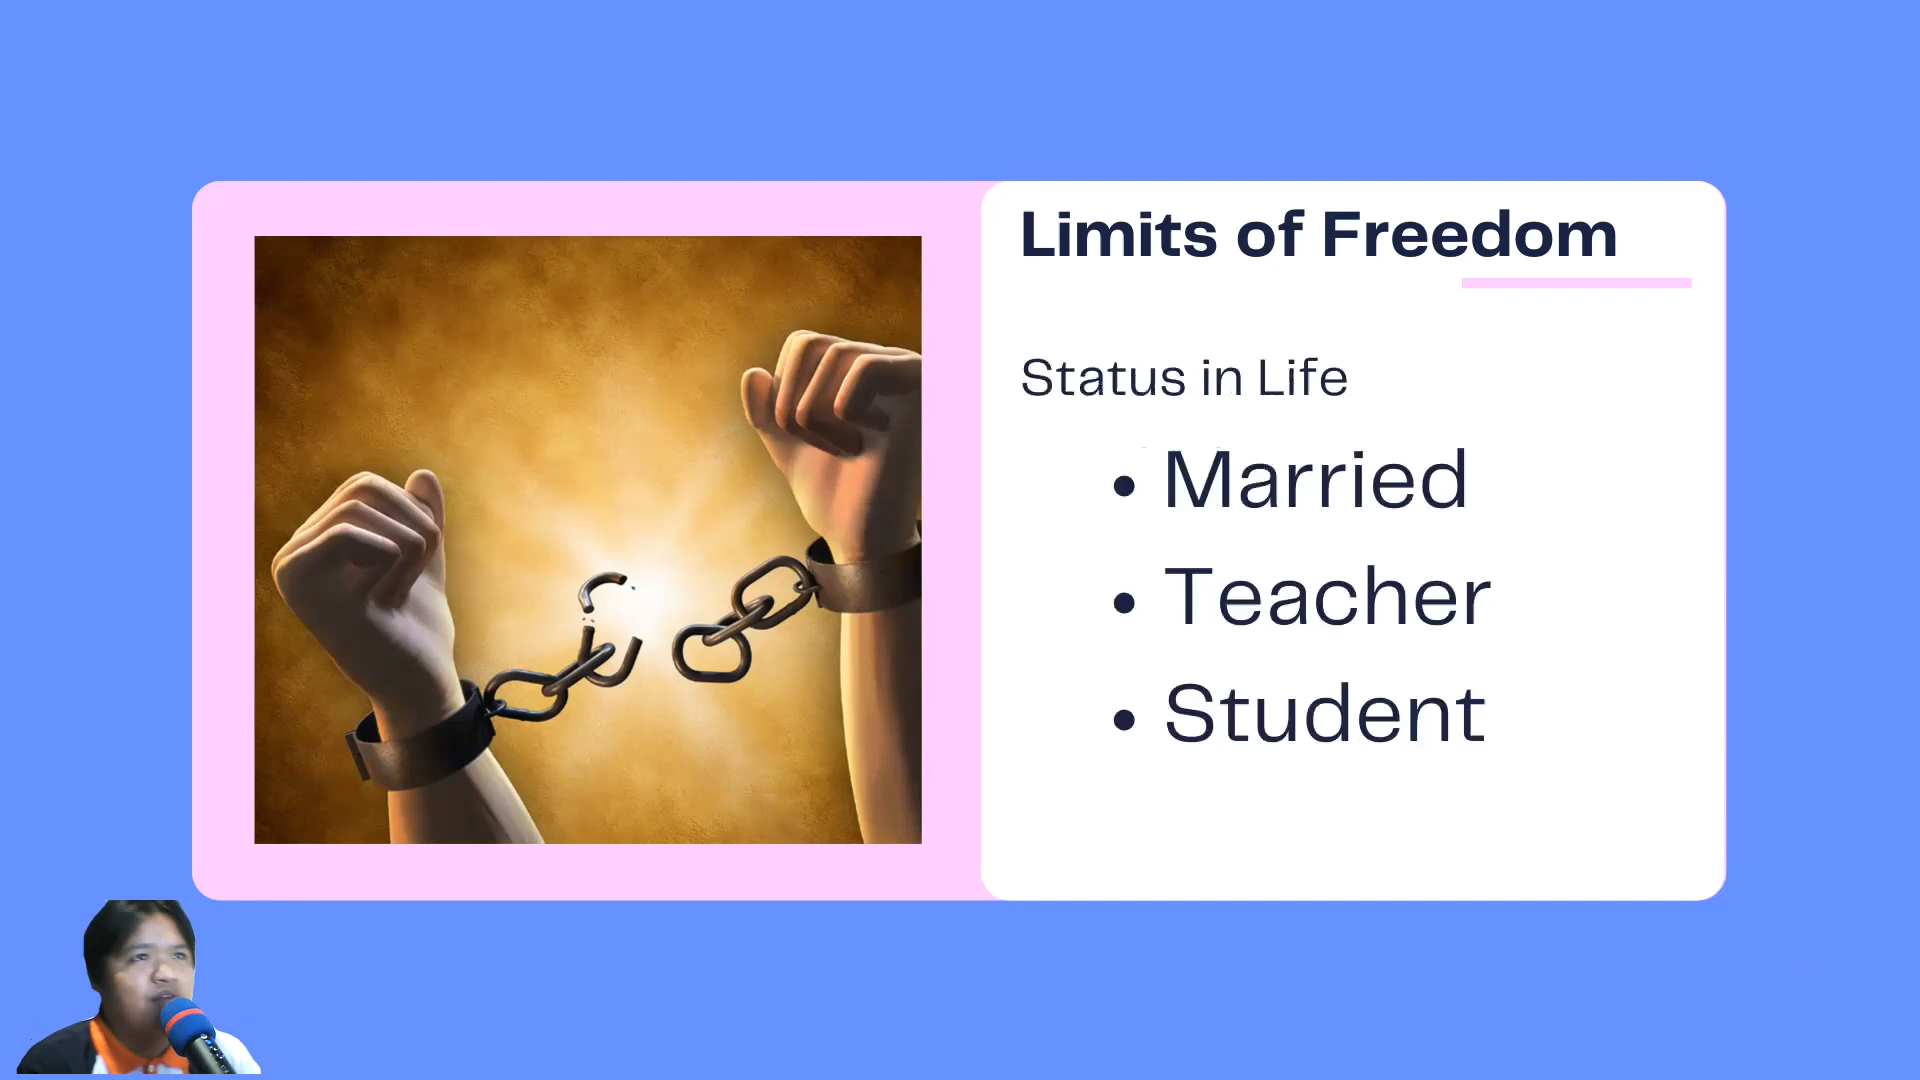 Limits of Freedom
Status in Life
• Married
• Teacher
• Student